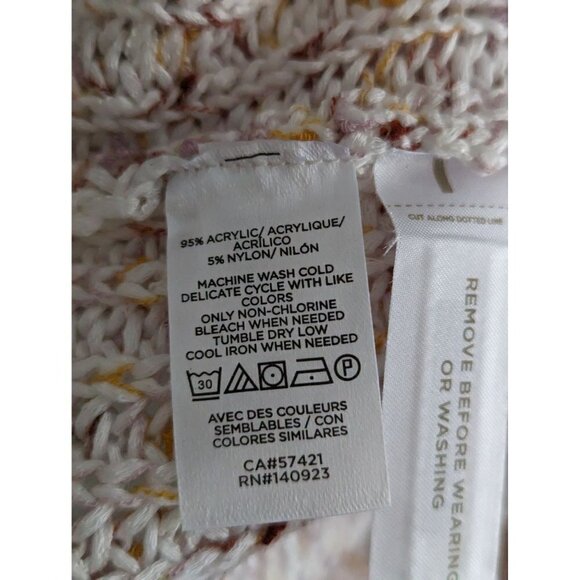 95% ACRYLIC/ ACRYLIQUE/
ACRÍLICO
5% NYLON/ NILÓN
MACHINE WASH COLD
DELICATE CYCLE WITH LIKE
COLORS
ONLY NON-CHLORINE
BLEACH WHEN NEEDED
TUMBLE DRY LOW
COOL IRON WHEN NEEDED
30
P
AVEC DES COULEURS
SEMBLABLES / CON
COLORES SIMILARES
CA#57421
RN#140923
CUT ALONG DOTTED LINE
REMOVE BEFORE WEARING
OR WASHING